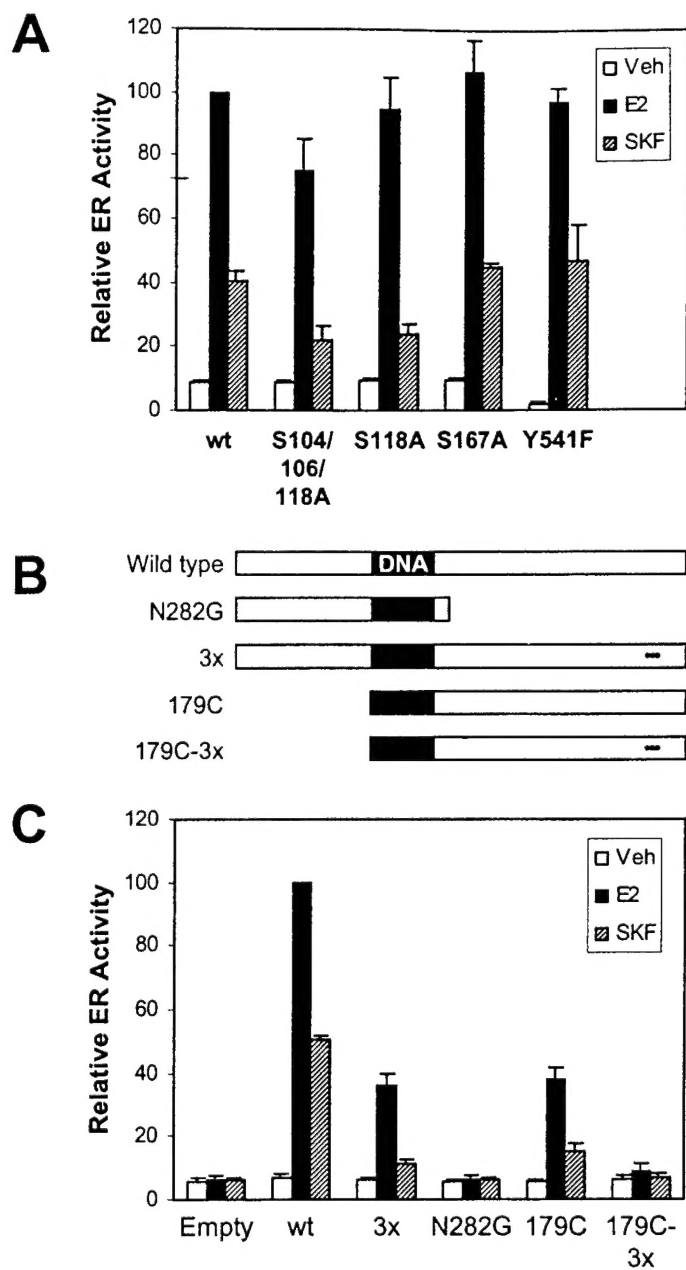 A
Relative ER Activity
120
100
80
60
40
20
0
Veh
E2
SKF
wt
S104/
106/
118A
S118A
S167A
Y541F
B
Wild type
DNA
N282G
3x
179C
179C-3x
C
Relative ER Activity
120
100
80
60
40
20
0
Veh
E2
SKF
Empty
wt
3x
N282G
179C
179C-
3x